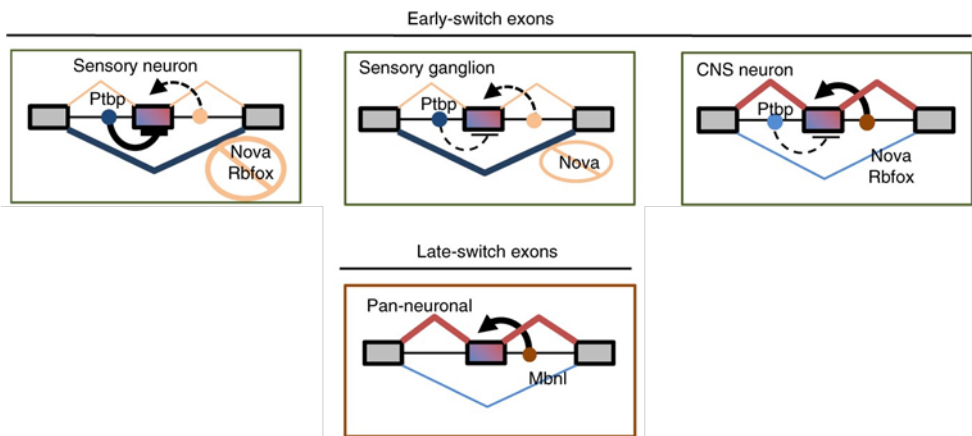 Early-switch exons
Sensory neuron
Ptbp
Nova
Rbfox
Sensory ganglion
Ptbp
Nova
CNS neuron
Ptbp
Nova
Rbfox
Late-switch exons
Pan-neuronal
Mbnl